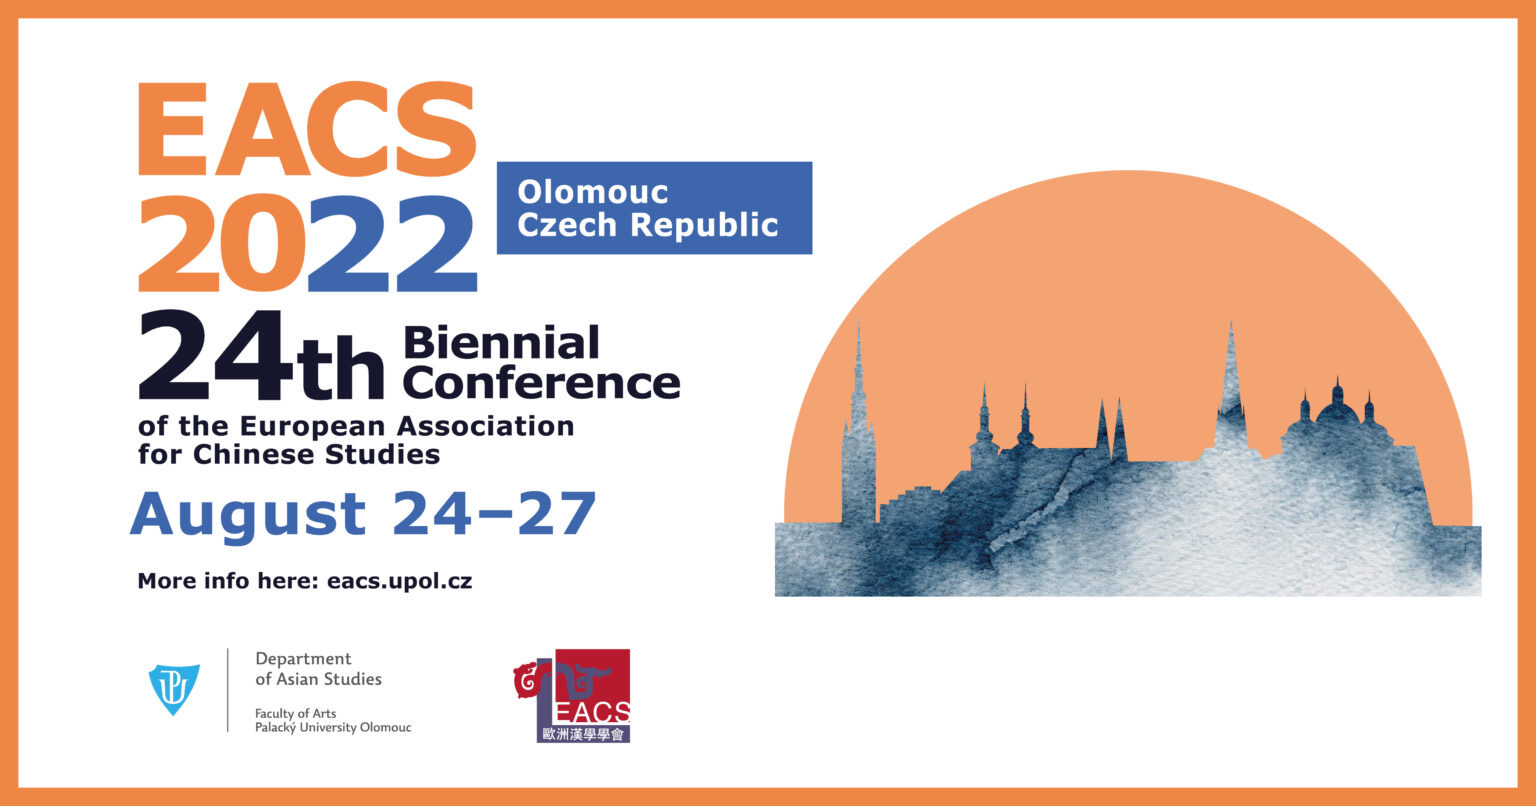 EACS
2022
Olomouc
Czech Republic
24th Biennial
Conference
of the European Association
for Chinese Studies
August 24–27
More info here: eacs.upol.cz
UP
Department
of Asian Studies
Faculty of Arts
Palacký University Olomouc
EACS
歐洲漢學學會